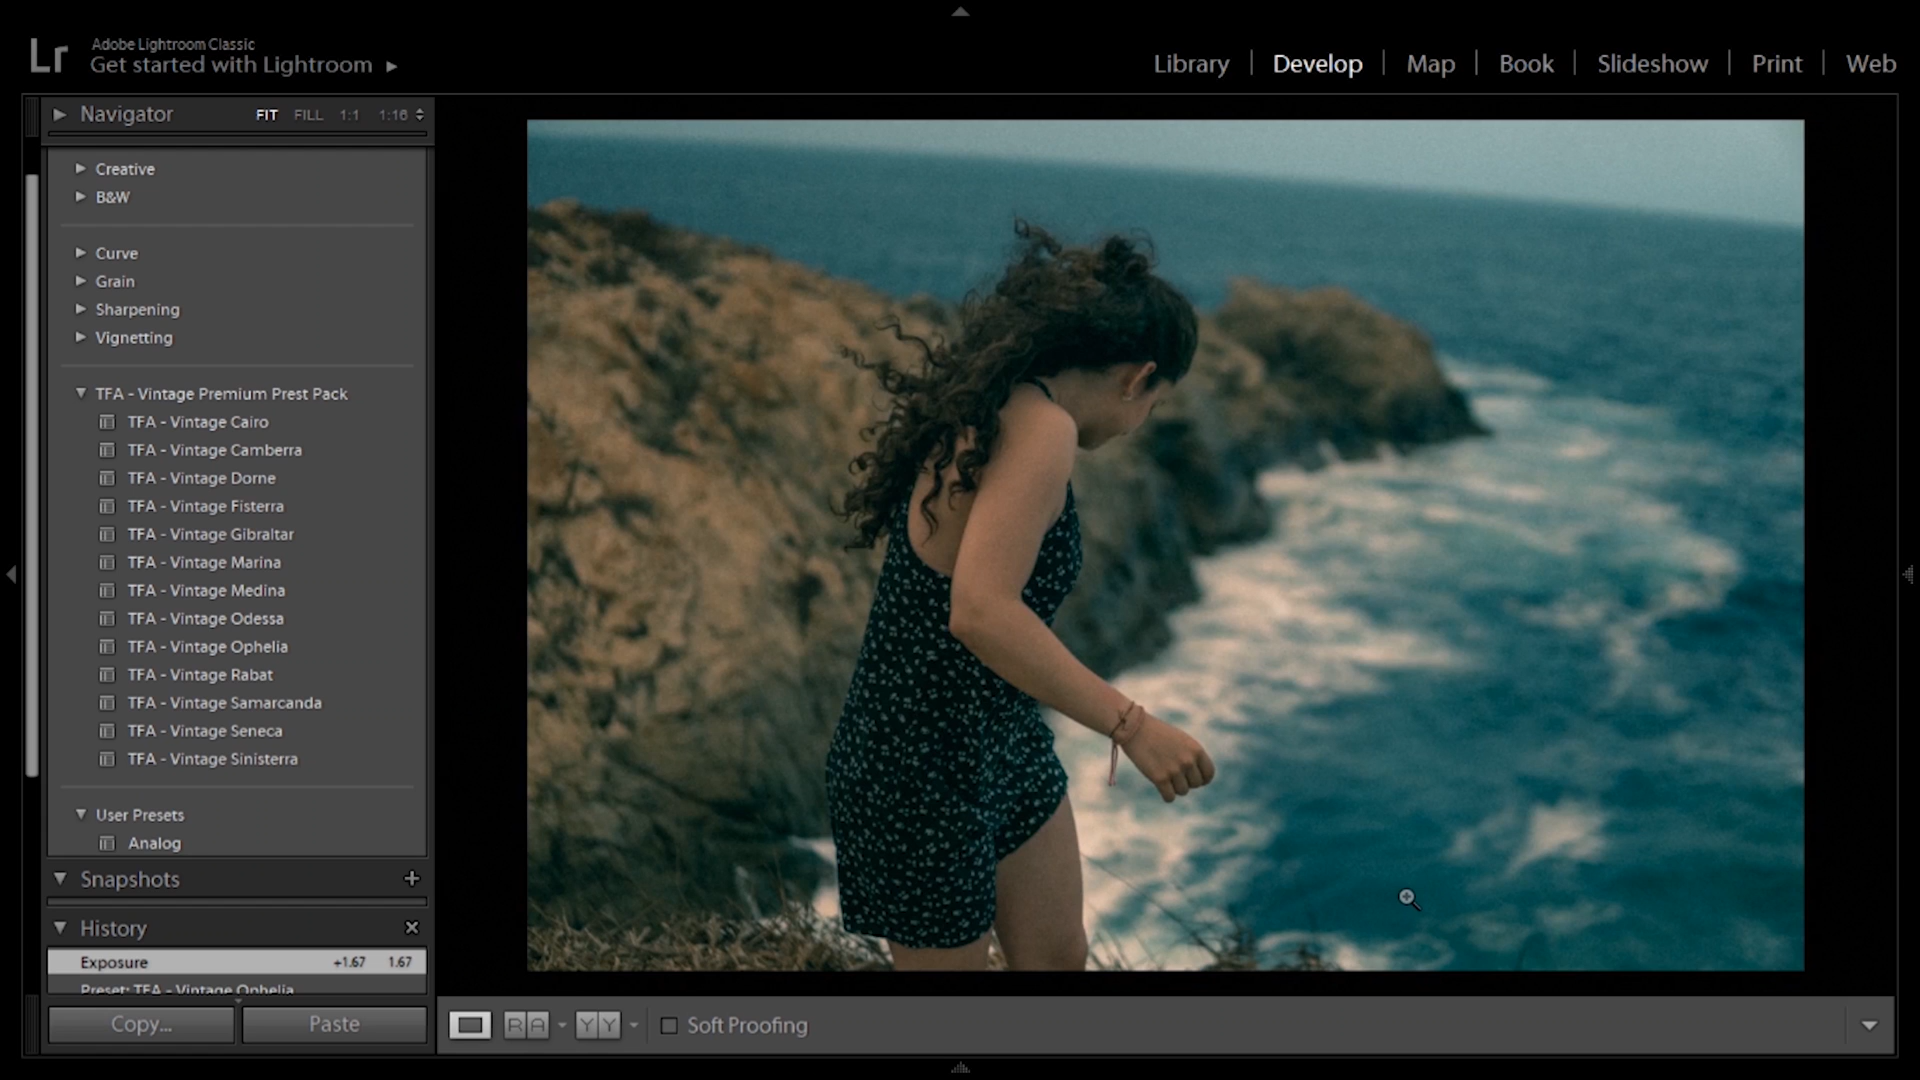 Lr
Adobe Lightroom Classic
Get started with Lightroom
Library
Develop
Map
Book
Slideshow
Print
Web
Navigator
FIT FILL 1:1 1:16
Creative
B&W
Curve
Grain
Sharpening
Vignetting
TFA - Vintage Premium Prest Pack
TFA - Vintage Cairo
TFA - Vintage Camberra
TFA - Vintage Dorne
TFA - Vintage Fisterra
TFA - Vintage Gibraltar
TFA - Vintage Marina
TFA - Vintage Medina
TFA - Vintage Odessa
TFA - Vintage Ophelia
TFA - Vintage Rabat
TFA - Vintage Samarcanda
TFA - Vintage Seneca
TFA - Vintage Sinisterra
User Presets
Analog
Snapshots +
History
Exposure +1.67 1.67
Preset: TFA - Vintage Ophelia
Copy...
Paste
R A
Y Y
Soft Proofing